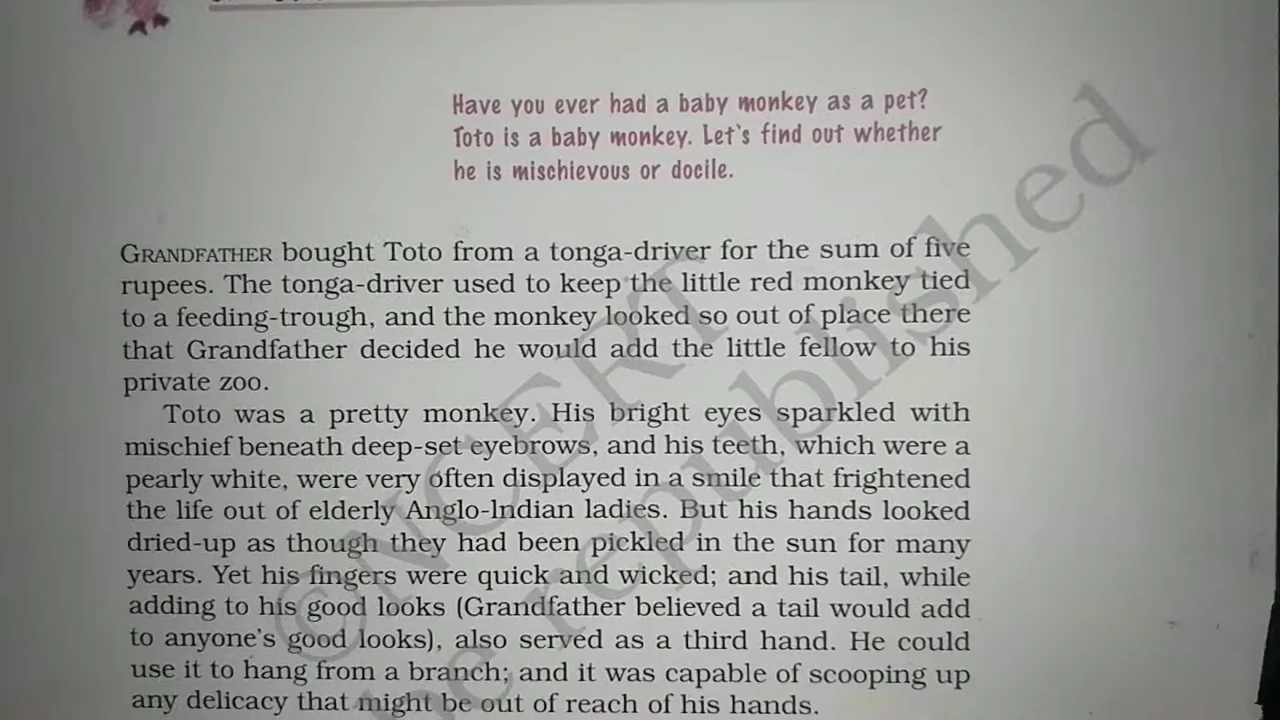 Have you ever had a baby monkey as a pet?
Toto is a baby monkey. Let's find out whether
he is mischievous or docile.
GRANDFATHER bought Toto from a tonga-driver for the sum of five
rupees. The tonga-driver used to keep the little red monkey tied
to a feeding-trough, and the monkey looked so out of place there
that Grandfather decided he would add the little fellow to his
private zoo.
Toto was a pretty monkey. His bright eyes sparkled with
mischief beneath deep-set eyebrows, and his teeth, which were a
pearly white, were very often displayed in a smile that frightened
the life out of elderly Anglo-Indian ladies. But his hands looked
dried-up as though they had been pickled in the sun for many
years. Yet his fingers were quick and wicked; and his tail, while
adding to his good looks (Grandfather believed a tail would add
to anyone's good looks), also served as a third hand. He could
use it to hang from a branch; and it was capable of scooping up
any delicacy that might be out of reach of his hands.
©NCERT
be republished